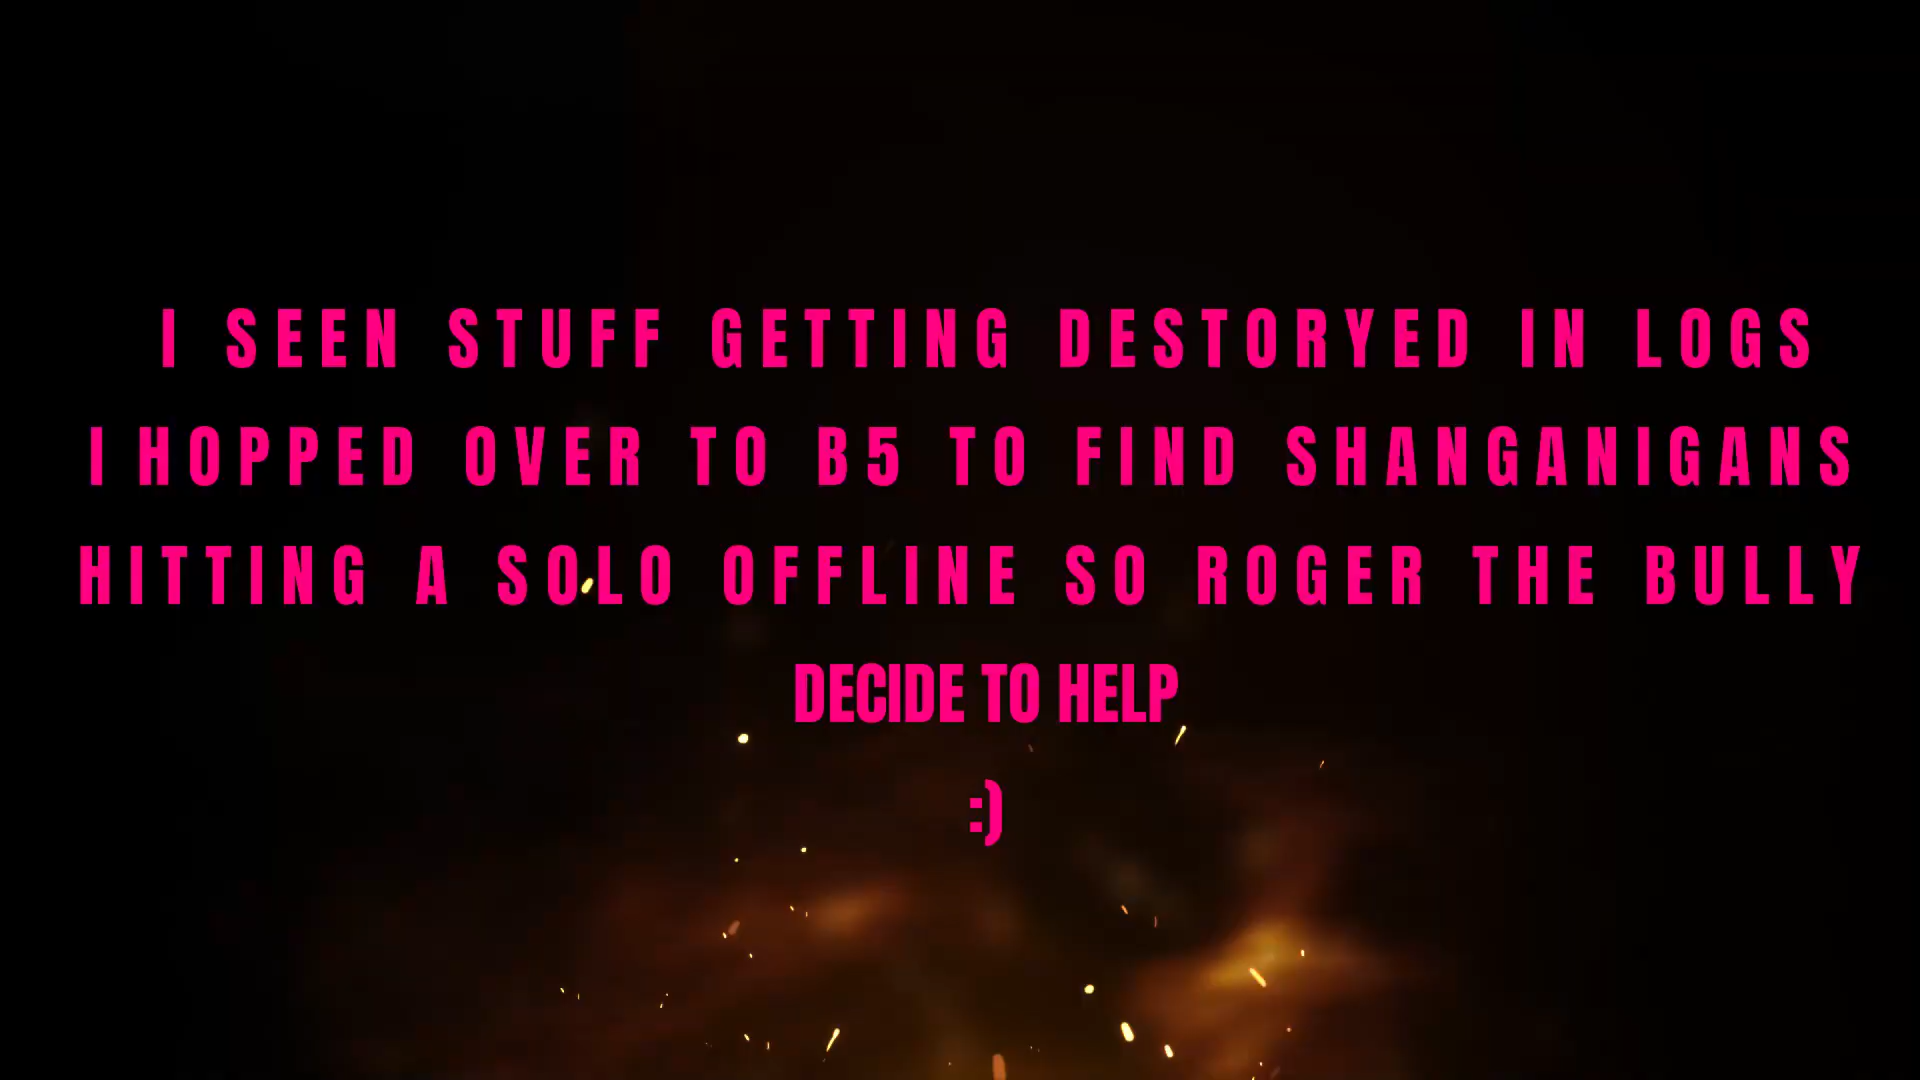 I SEEN STUFF GETTING DESTORYED IN LOGS
I HOPPED OVER TO B5 TO FIND SHANGANIGANS
HITTING A SOLO OFFLINE SO ROGER THE BULLY
DECIDE TO HELP
:)